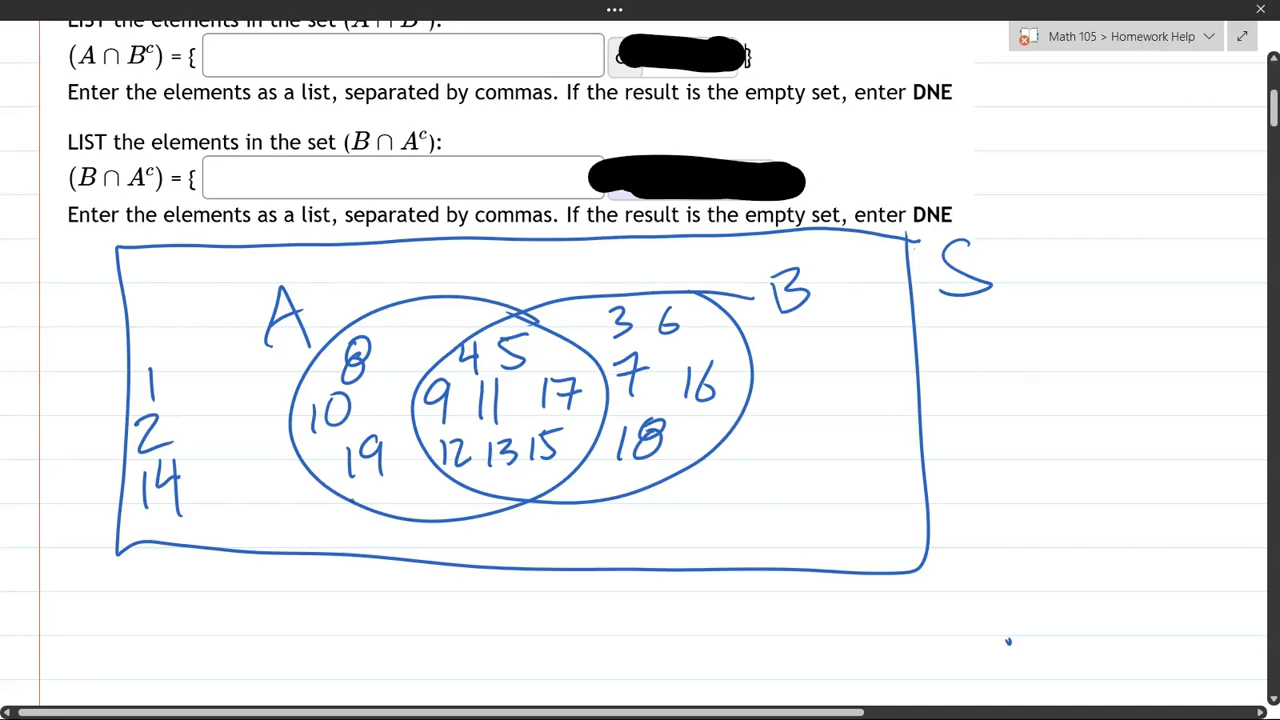 Math 105 > Homework Help
(A ∩ Bᶜ) = {
}
Enter the elements as a list, separated by commas. If the result is the empty set, enter DNE
LIST the elements in the set (B ∩ Aᶜ):
(B ∩ Aᶜ) = {
Enter the elements as a list, separated by commas. If the result is the empty set, enter DNE
S
A B
3 6
8 4 5
1 7 16
10 9 11 17
2
19 12 13 15 18
14